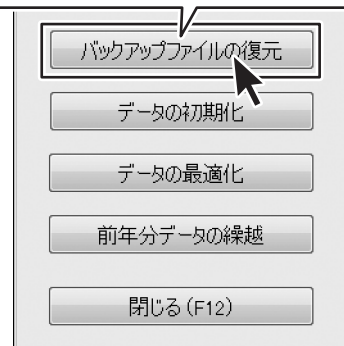 バックアップファイルの復元
データの初期化
データの最適化
前年分データの繰越
閉じる(F12)